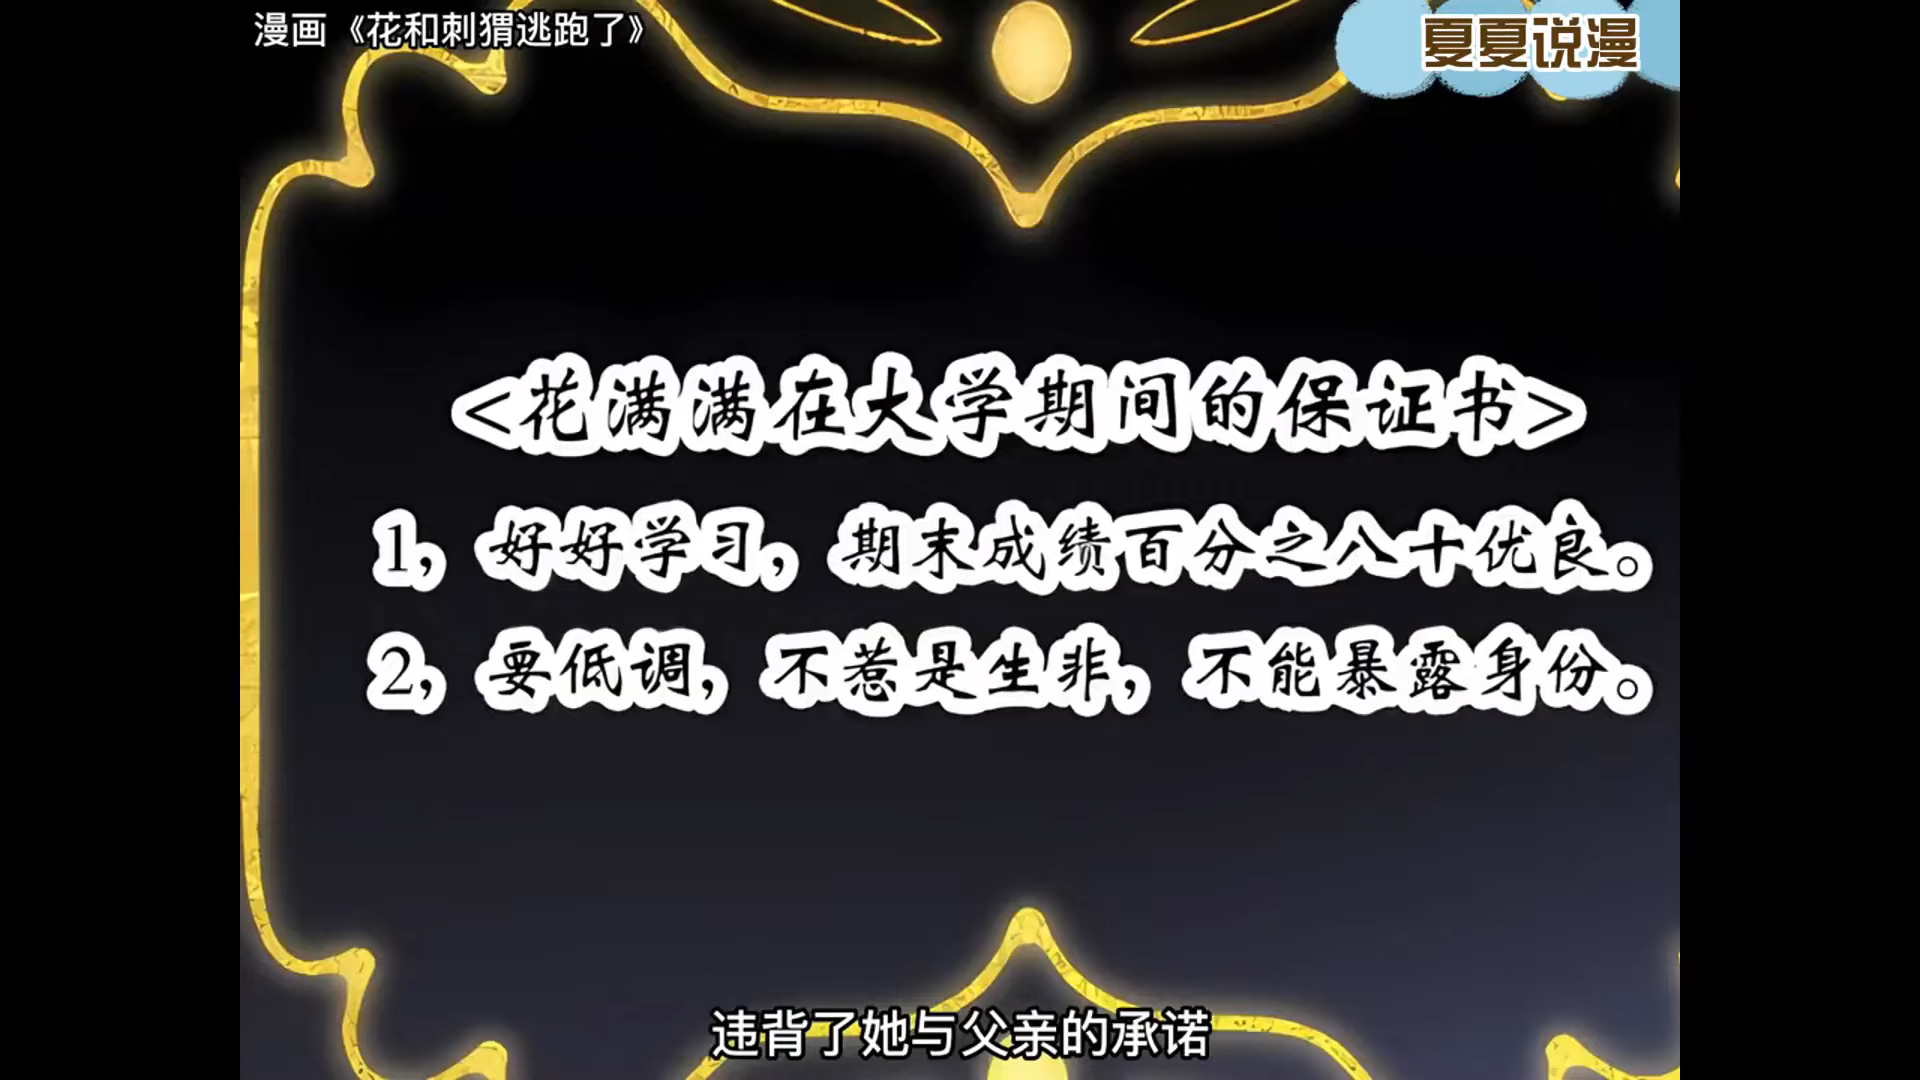 漫画《花和刺猬逃跑了》
夏夏说漫
<花满满在大学期间的保证书>
1，好好学习，期末成绩百分之八十优良。
2，要低调，不惹是生非，不能暴露身份。
违背了她与父亲的承诺